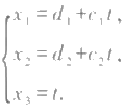 x₁ = d₁ + c₁t,
x₂ = d₂ + c₂t,
x₃ = t.